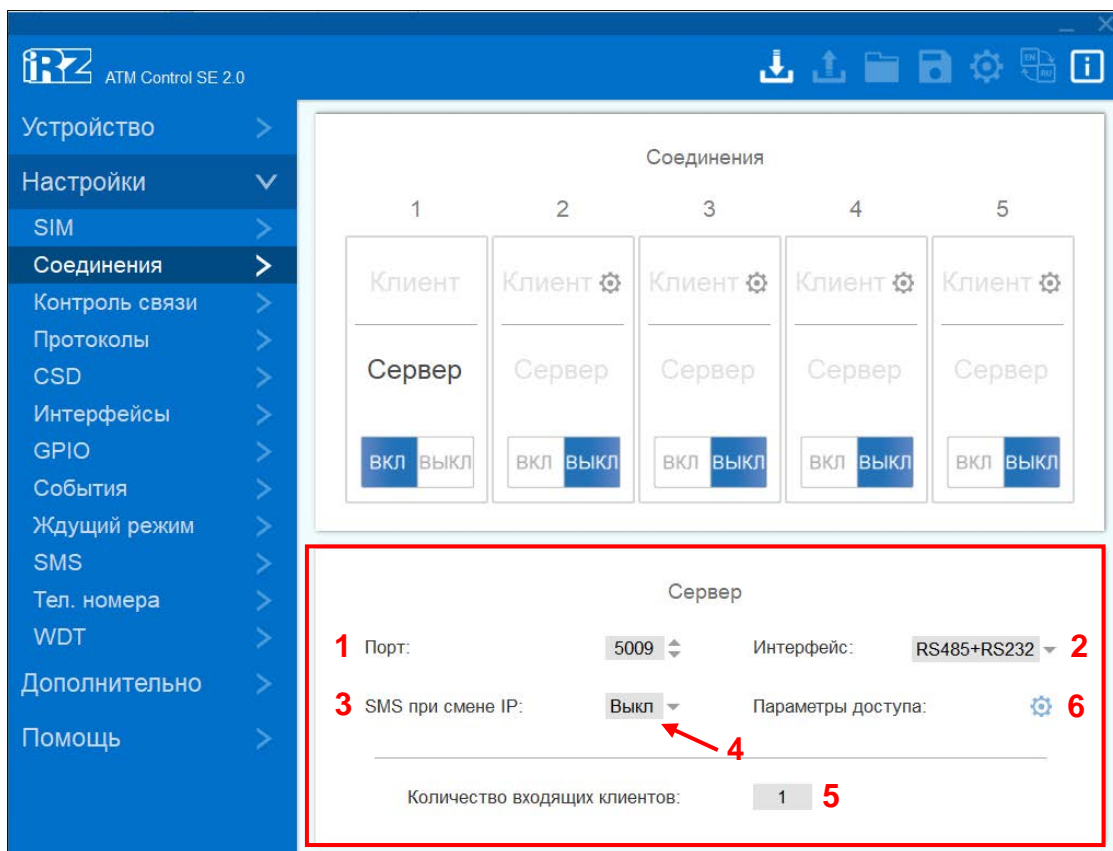 iRZ ATM Control SE 2.0
EN RU i
Устройство
Настройки
SIM
Соединения
Контроль связи
Протоколы
CSD
Интерфейсы
GPIO
События
Ждущий режим
SMS
Тел. номера
WDT
Дополнительно
Помощь
Соединения
1 2 3 4 5
Клиент Клиент Клиент Клиент Клиент
Сервер Сервер Сервер Сервер Сервер
ВКЛ ВЫКЛ ВКЛ ВЫКЛ ВКЛ ВЫКЛ ВКЛ ВЫКЛ ВКЛ ВЫКЛ
Сервер
1 Порт: 5009 Интерфейс: RS485+RS232 2
3 SMS при смене IP: Выкл Параметры доступа: 6
4
Количество входящих клиентов: 1 5